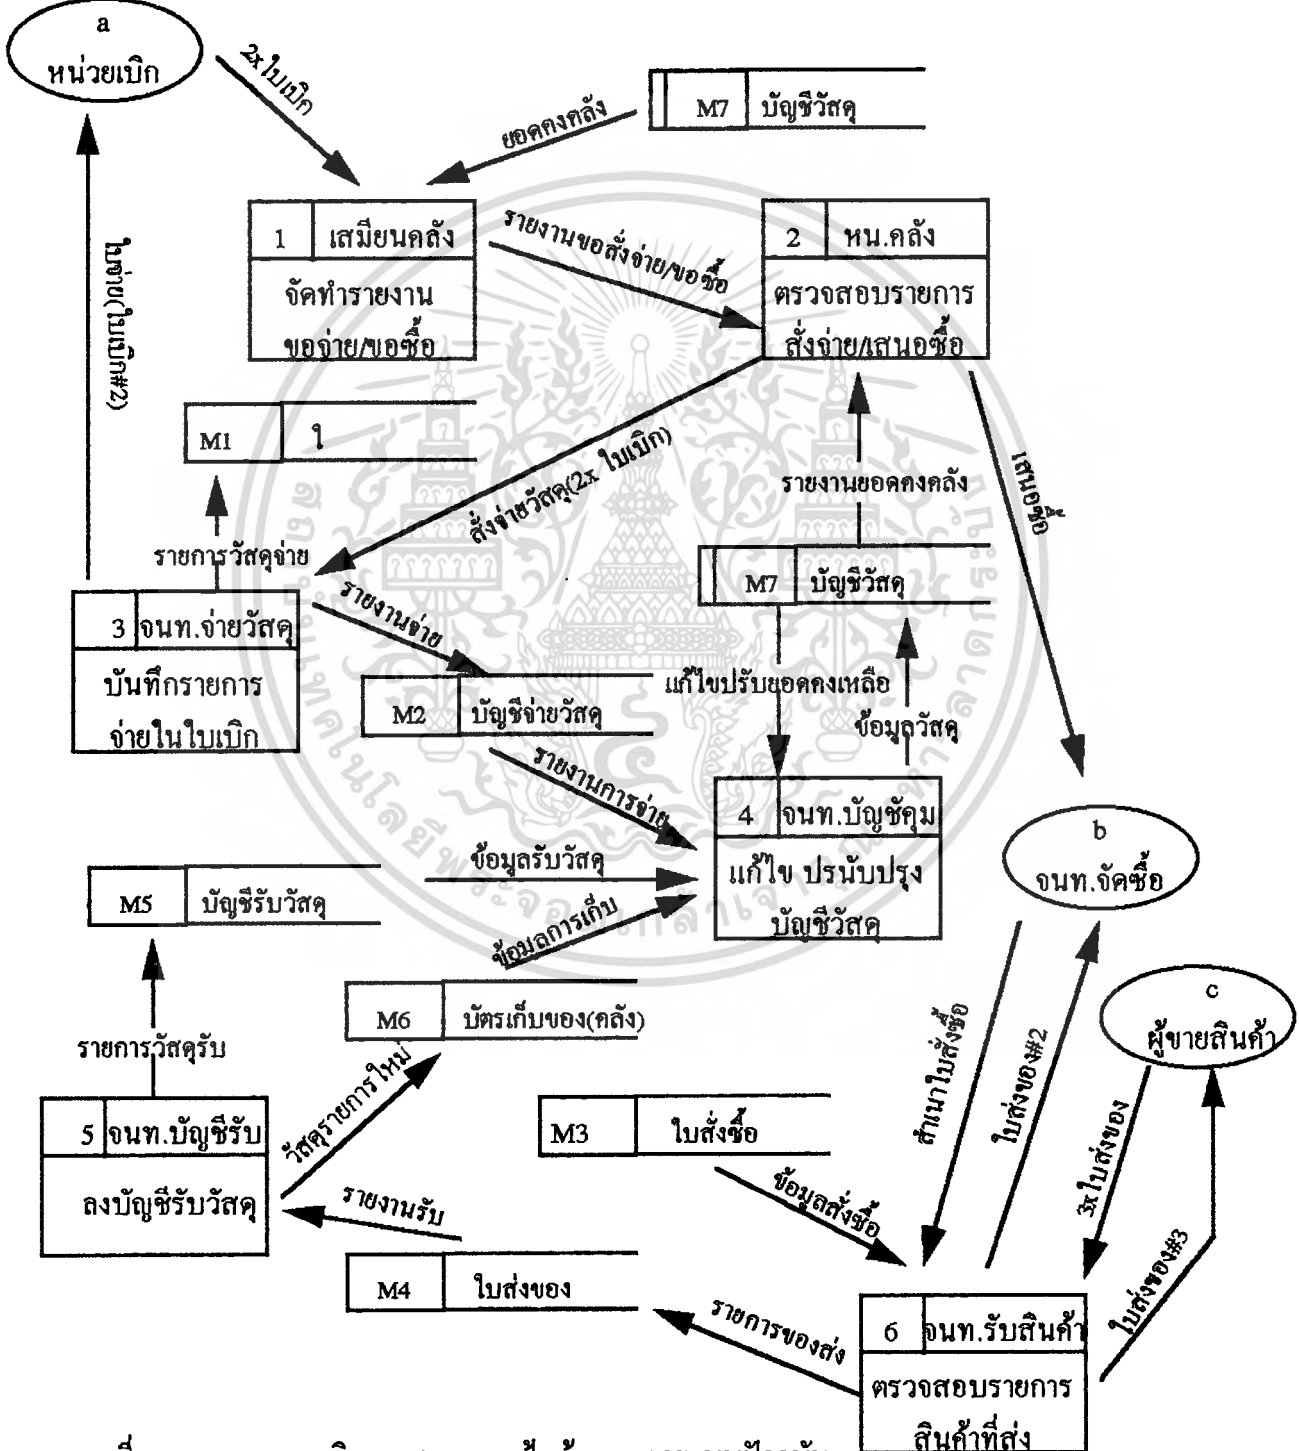 a
หน่วยเบิก
2xใบเบิก
M7 บัญชีวัสดุ
ยอดคงคลัง
1 เสมียนคลัง
จัดทำรายงาน
ขอจ่าย/ขอซื้อ
รายงานขอสั่งจ่าย/ขอซื้อ
2 หน.คลัง
ตรวจสอบรายการ
สั่งจ่าย/เสนอซื้อ
ใบจ่าย(ใบเบิก#2)
M1 ใ
สั่งจ่ายวัสดุ(2x ใบเบิก)
รายงานยอดคงคลัง
เสนอซื้อ
รายการวัสดุจ่าย
M7 บัญชีวัสดุ
3 จนท.จ่ายวัสดุ
บันทึกรายการ
จ่ายในใบเบิก
รายงานจ่าย
M2 บัญชีจ่ายวัสดุ
แก้ไขปรับยอดคงเหลือ
ข้อมูลวัสดุ
รายงานการจ่าย
4 จนท.บัญชัคุม
แก้ไข ปรนับปรุง
บัญชีวัสดุ
b
จนท.จัดซื้อ
M5 บัญชีรับวัสดุ
ข้อมูลรับวัสดุ
ข้อมลการเก็บ
M6 บัตรเก็บของ(คลัง)
รายการวัสดุรับ
c
ผู้ขายสินค้า
สำเนาใบสั่งซื้อ
ใบส่งของ#2
3xใบส่งของ
ใบส่งของ#3
5 จนท.บัญชีรับ
ลงบัญชีรับวัสดุ
วัสดุรายการใหม่
M3 ใบสั่งซื้อ
ข้อมูลสั่งซื้อ
รายงานรับ
M4 ใบส่งของ
รายการของส่ง
6 จนท.รับสินค้า
ตรวจสอบรายการ
สินค้าที่ส่ง